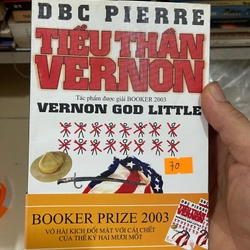 DBC PIERRE
TIỂU THẦN
VERNON
Tác phẩm được giải BOOKER 2003
VERNON GOD LITTLE
70
BOOKER PRIZE 2003
VỞ HÀI KỊCH ĐỐI MẶT VỚI CÁI CHẾT
CỦA THẾ KỶ HAI MƯƠI MỐT